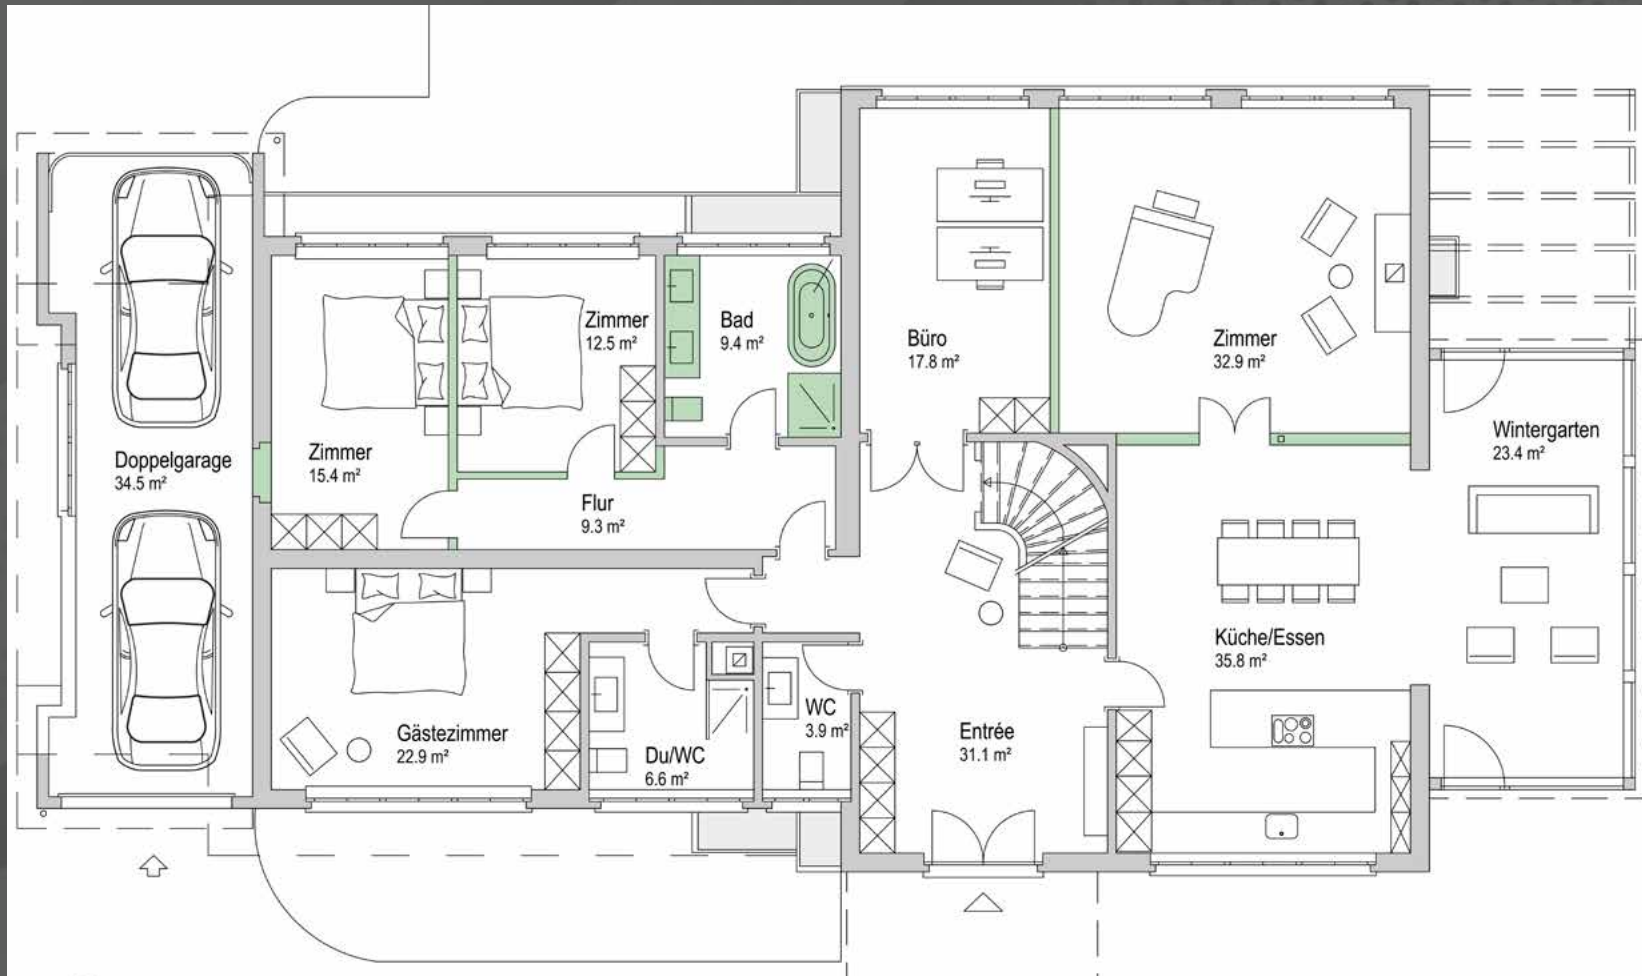 Zimmer
12.5 m²
Bad
9.4 m²
Büro
17.8 m²
Zimmer
32.9 m²
Doppelgarage
34.5 m²
Zimmer
15.4 m²
Wintergarten
23.4 m²
Flur
9.3 m²
Küche/Essen
35.8 m²
Gästezimmer
22.9 m²
Du/WC
6.6 m²
WC
3.9 m²
Entrée
31.1 m²